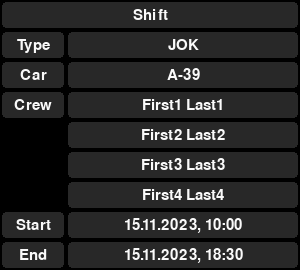 Shift
Type JOK
Car A-39
Crew First1 Last1
First2 Last2
First3 Last3
First4 Last4
Start 15.11.2023, 10:00
End 15.11.2023, 18:30